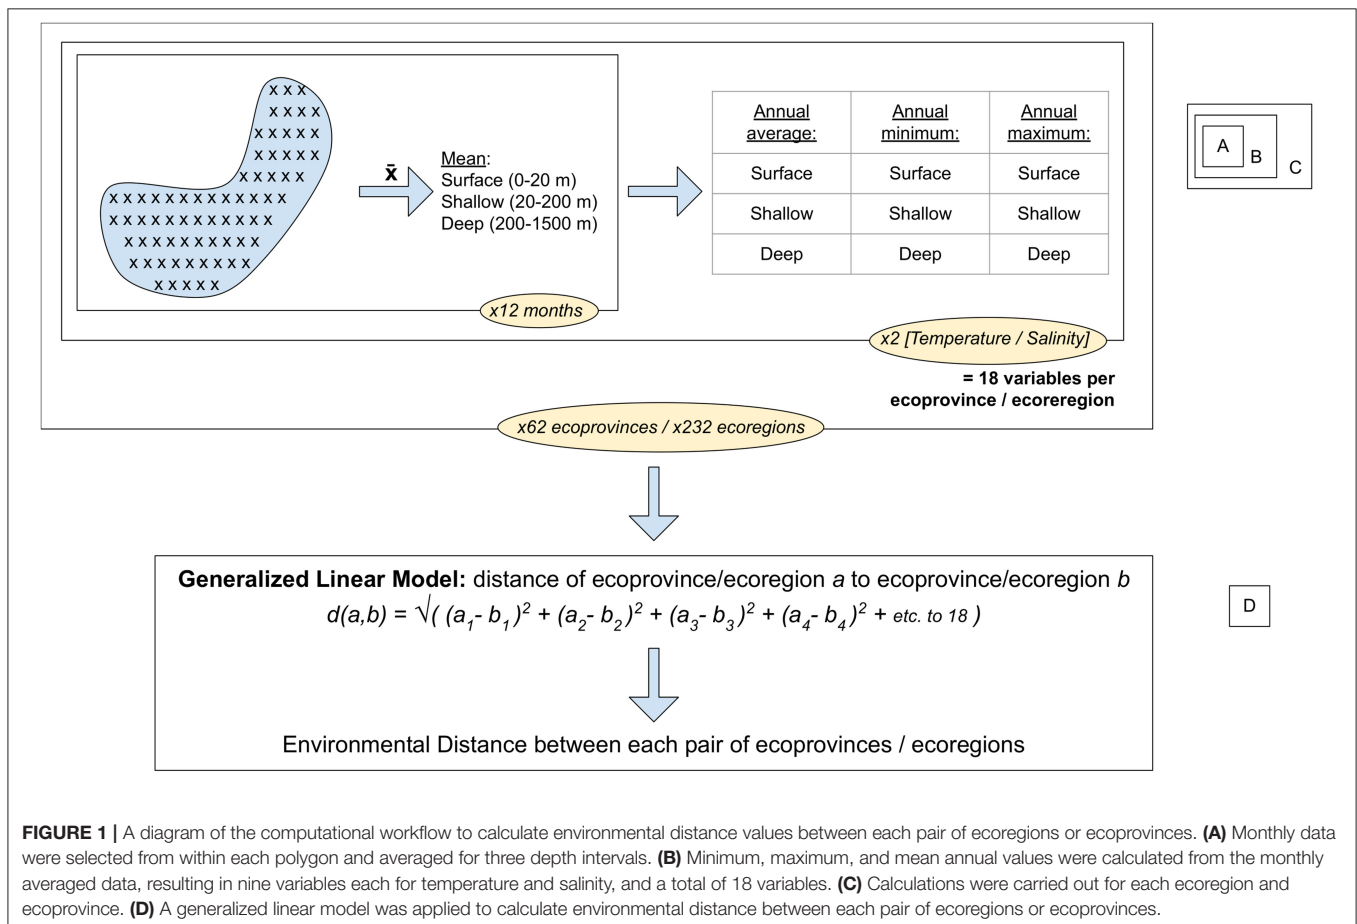 x x x
x x x x
x x x x x
x x x x x
x x x x x
x x x x x x x x x x x x
x x x x x x x x x x x
x x x x x x x x x x
x x x x x x x x x
x x x x x
x̄
Mean:
Surface (0-20 m)
Shallow (20-200 m)
Deep (200-1500 m)
x12 months
Annual average: Annual minimum: Annual maximum:
Surface Surface Surface
Shallow Shallow Shallow
Deep Deep Deep
x2 [Temperature / Salinity]
= 18 variables per
ecoprovince / ecoreregion
x62 ecoprovinces / x232 ecoregions
A
B
C
Generalized Linear Model: distance of ecoprovince/ecoregion a to ecoprovince/ecoregion b
d(a,b) = √( (a₁- b₁)² + (a₂- b₂)² + (a₃- b₃)² + (a₄- b₄)² + etc. to 18 )
Environmental Distance between each pair of ecoprovinces / ecoregions
D
FIGURE 1 | A diagram of the computational workflow to calculate environmental distance values between each pair of ecoregions or ecoprovinces. (A) Monthly data
were selected from within each polygon and averaged for three depth intervals. (B) Minimum, maximum, and mean annual values were calculated from the monthly
averaged data, resulting in nine variables each for temperature and salinity, and a total of 18 variables. (C) Calculations were carried out for each ecoregion and
ecoprovince. (D) A generalized linear model was applied to calculate environmental distance between each pair of ecoregions or ecoprovinces.